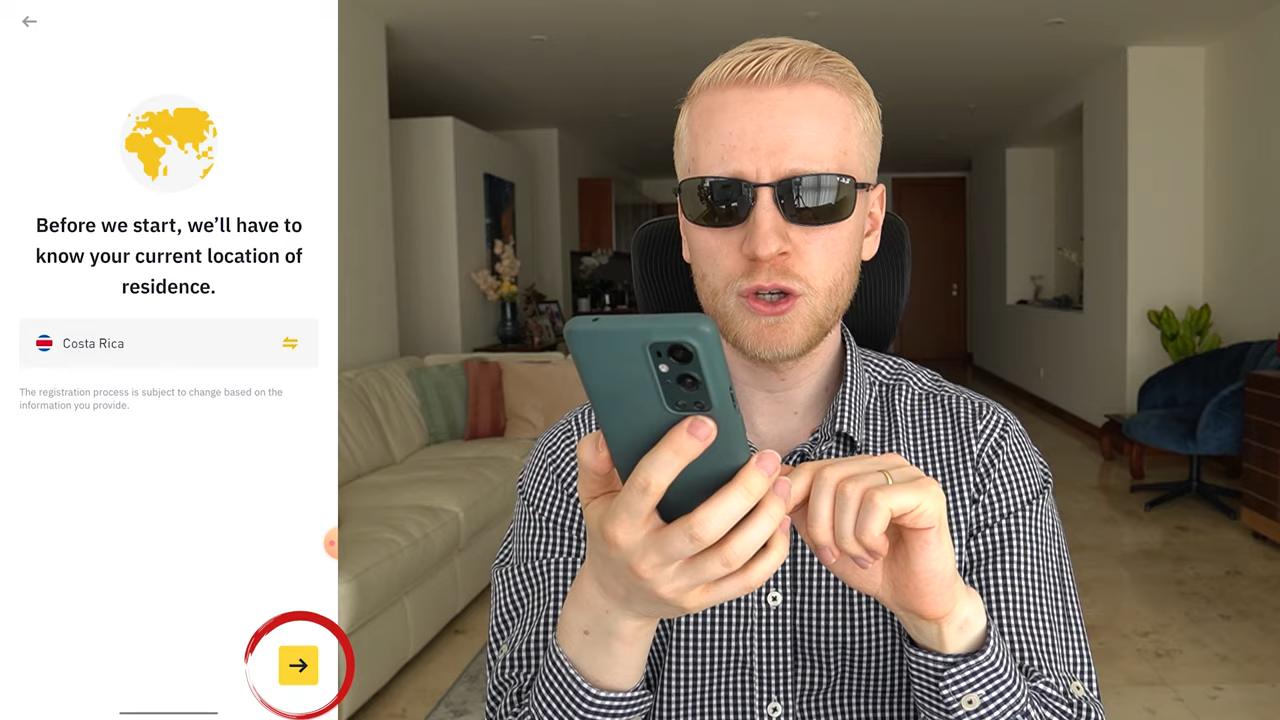 Before we start, we’ll have to
know your current location of
residence.
Costa Rica
The registration process is subject to change based on the
information you provide.